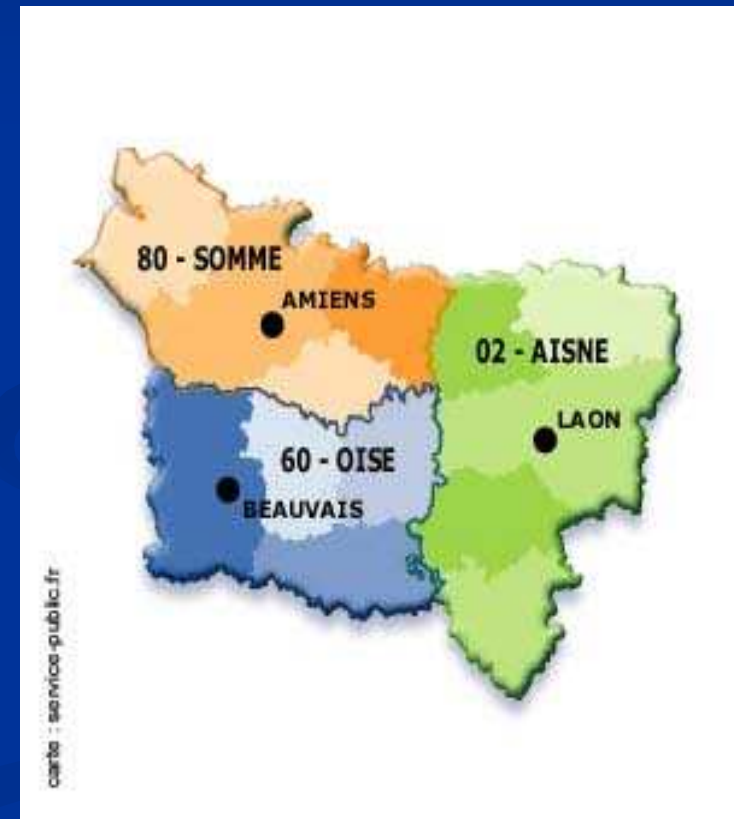 80 - SOMME
AMIENS
02 - AISNE
LAON
60 - OISE
BEAUVAIS
carte : service-public.fr